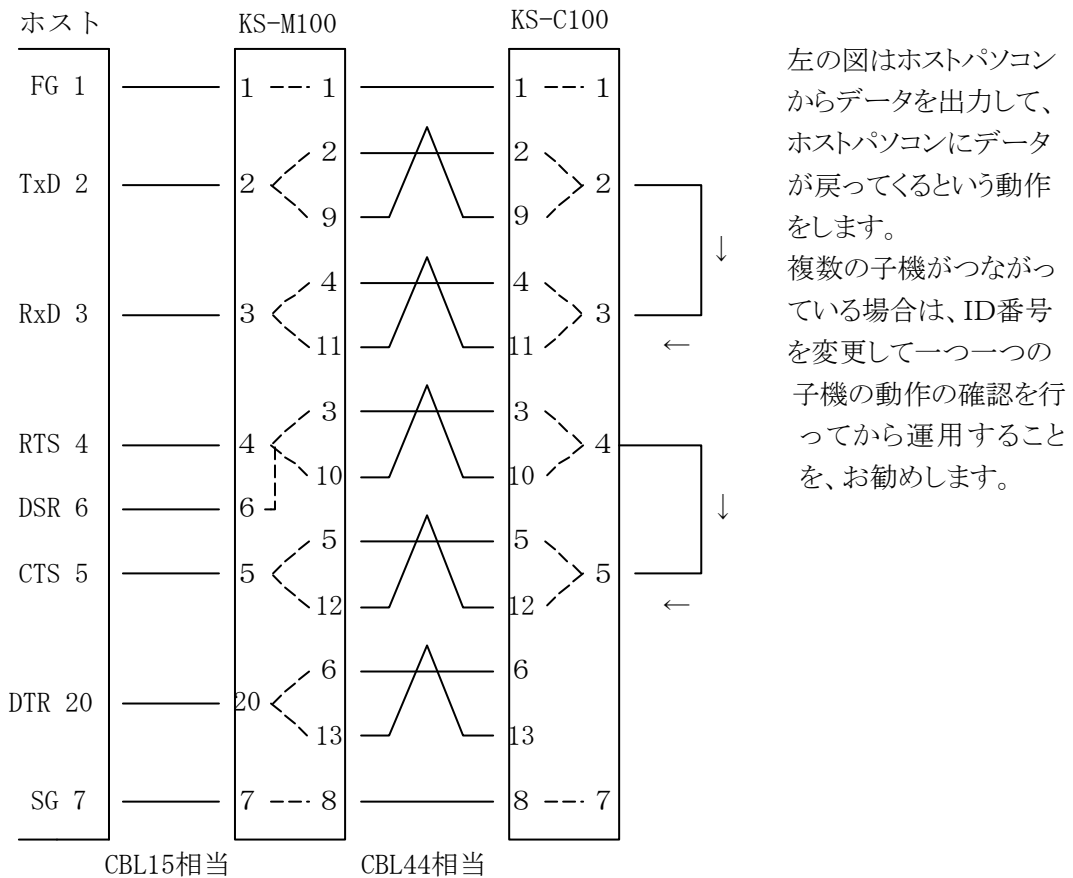 ホスト KS-M100 KS-C100
FG 1 1 1 1 1
2 2
TxD 2 2 2
9 9
↓
4 4
RxD 3 3 3
11 11
←
3 3
RTS 4 4 4
10 10
DSR 6 6
↓
5 5
CTS 5 5 5
12 12
←
6 6
DTR 20 20
13 13
SG 7 7 8 8 7
CBL15相当 CBL44相当
左の図はホストパソコン
からデータを出力して、
ホストパソコンにデータ
が戻ってくるという動作
をします。
複数の子機がつながっ
ている場合は、ID番号
を変更して一つ一つの
子機の動作の確認を行
ってから運用すること
を、お勧めします。